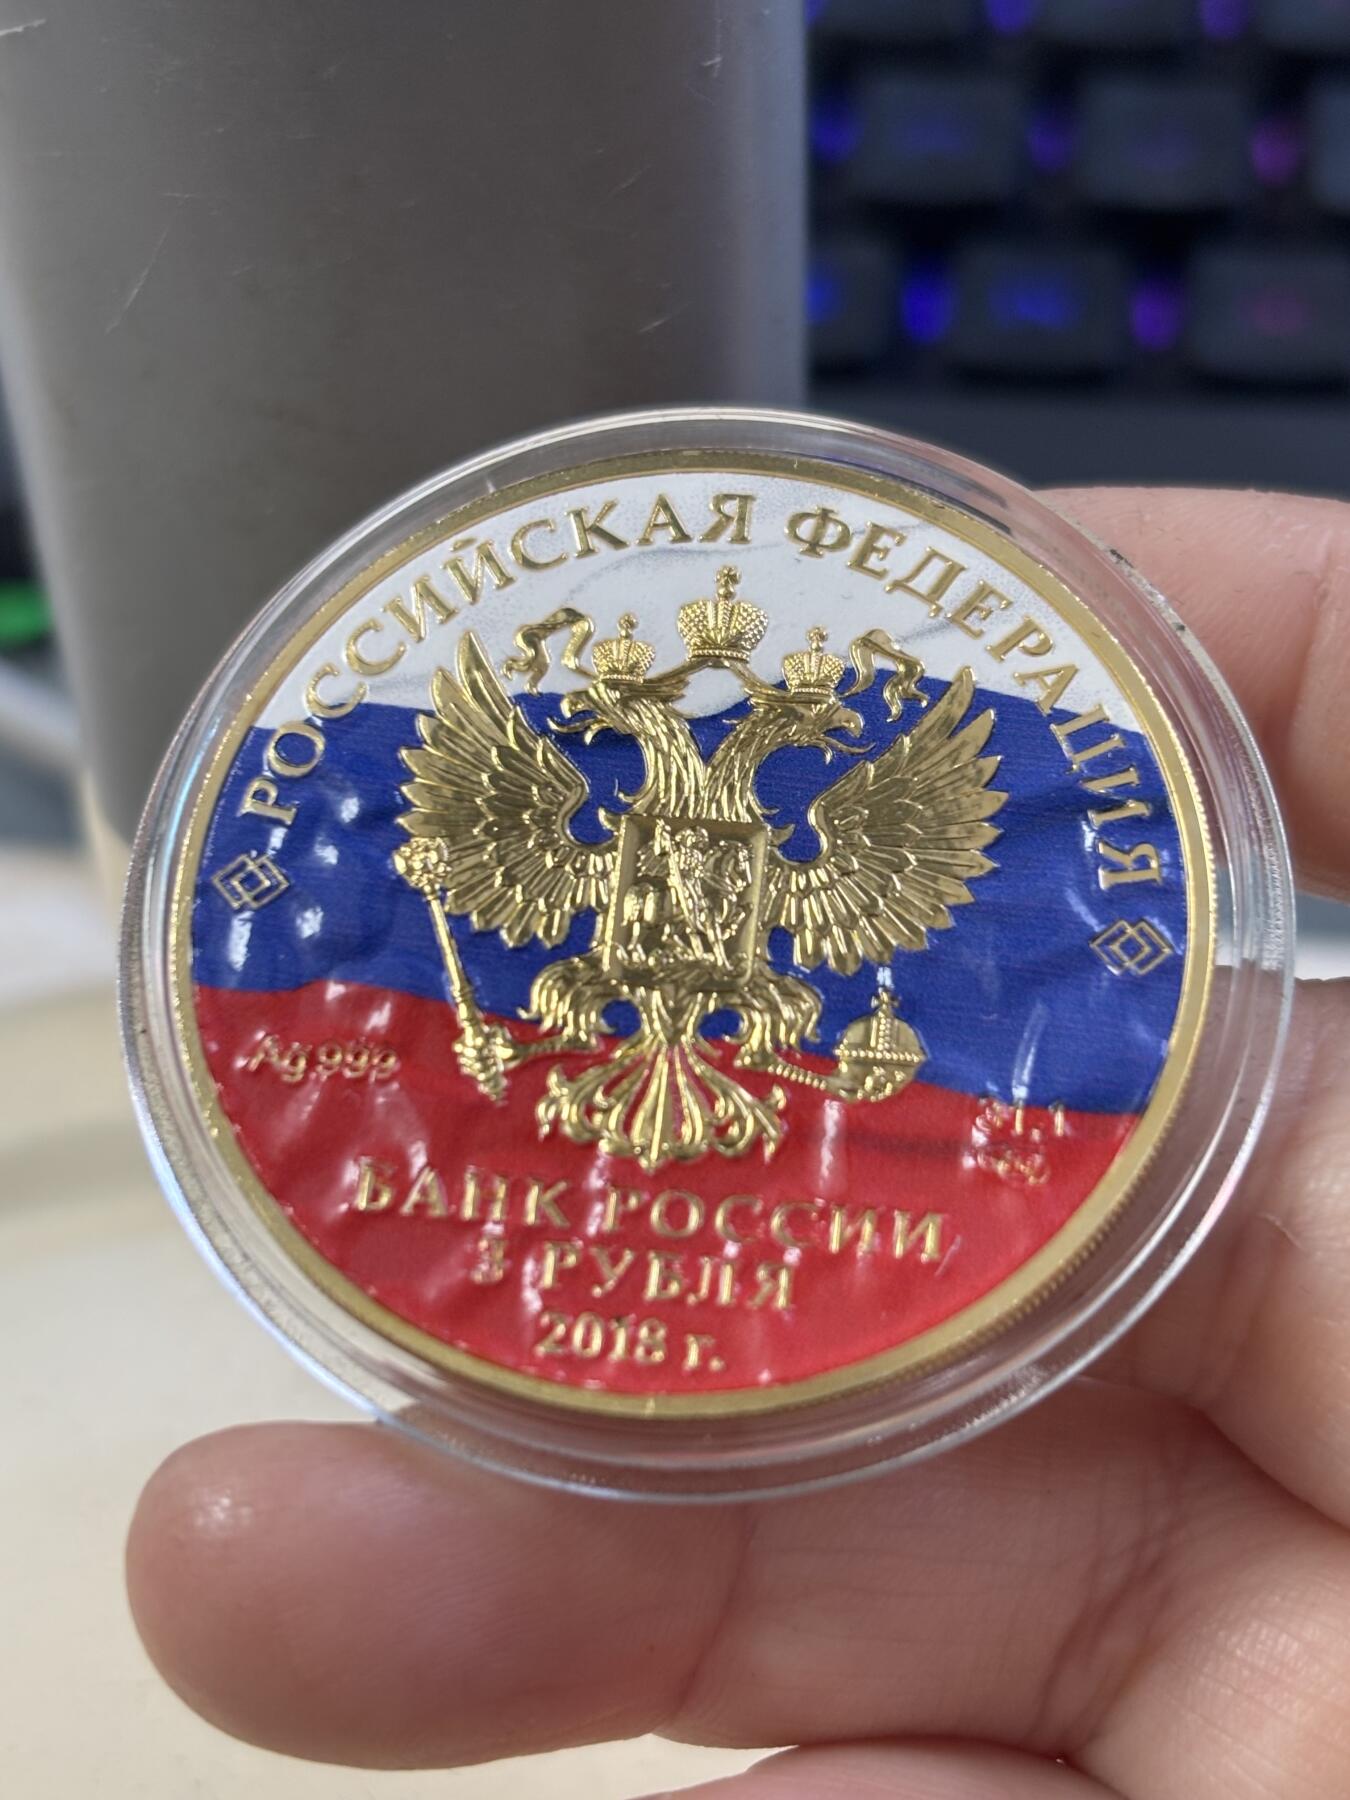 РОССИЙСКАЯ ФЕДЕРАЦИЯ
Ag 999
31,1
БАНК РОССИИ
3 РУБЛЯ
2018 г.